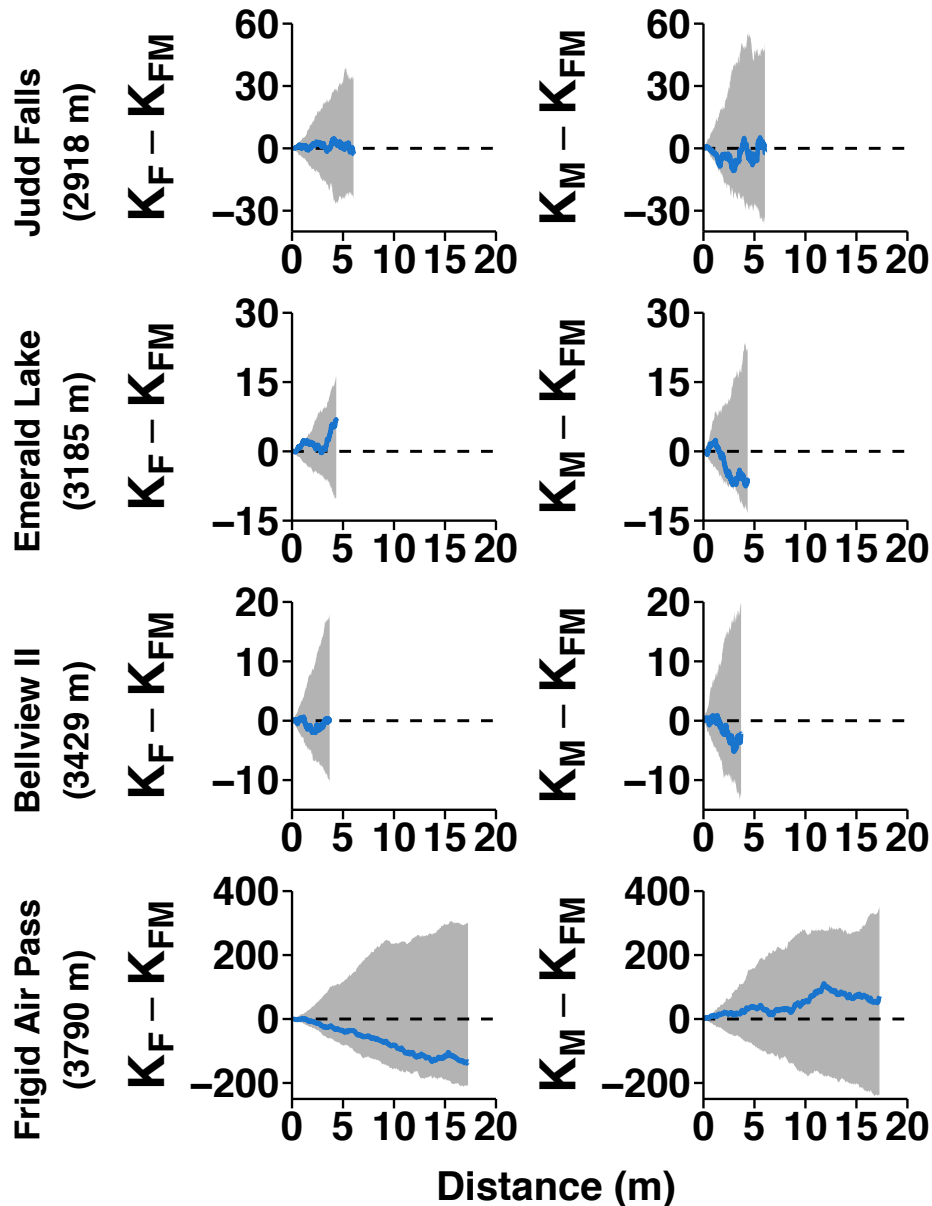 Judd Falls
(2918 m)
K_F − K_FM
60
30
0
−30
0 5 10 15 20
K_M − K_FM
60
30
0
−30
0 5 10 15 20
Emerald Lake
(3185 m)
K_F − K_FM
30
15
0
−15
0 5 10 15 20
K_M − K_FM
30
15
0
−15
0 5 10 15 20
Bellview II
(3429 m)
K_F − K_FM
20
10
0
−10
0 5 10 15 20
K_M − K_FM
20
10
0
−10
0 5 10 15 20
Frigid Air Pass
(3790 m)
K_F − K_FM
400
200
0
−200
0 5 10 15 20
K_M − K_FM
400
200
0
−200
0 5 10 15 20
Distance (m)